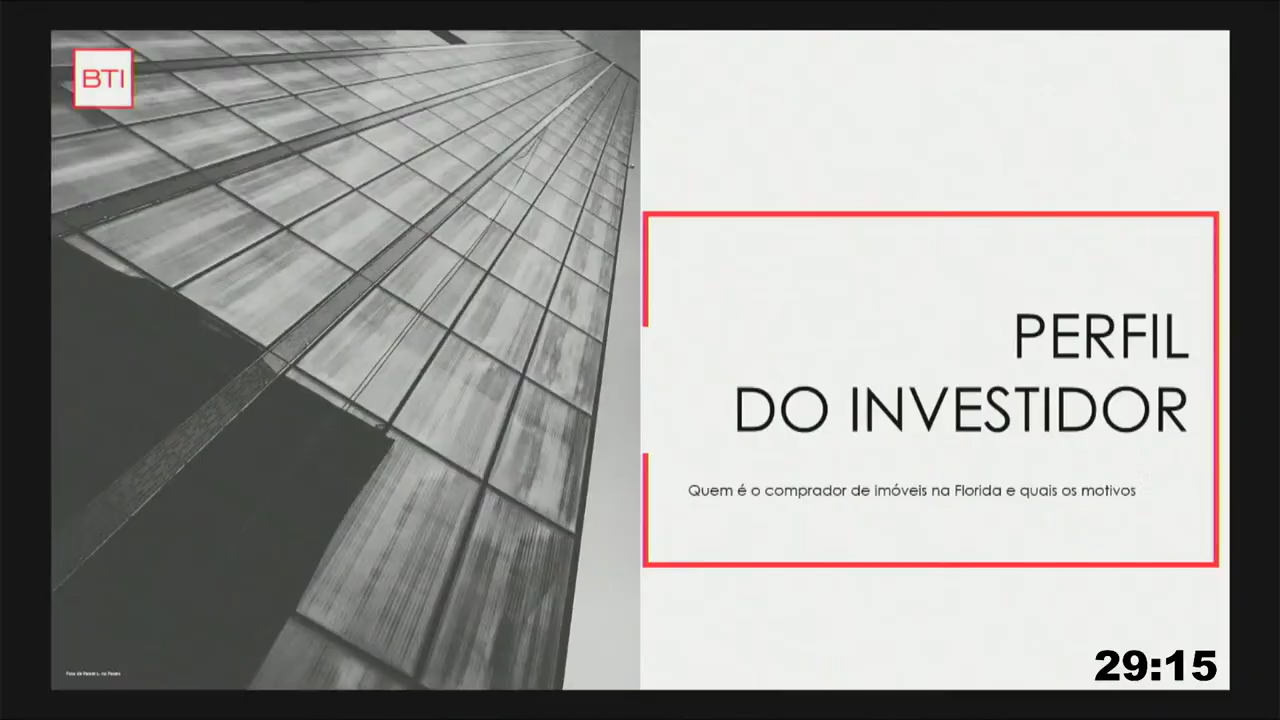 BTI
PERFIL
DO INVESTIDOR
Quem é o comprador de imóveis na Florida e quais os motivos
29:15